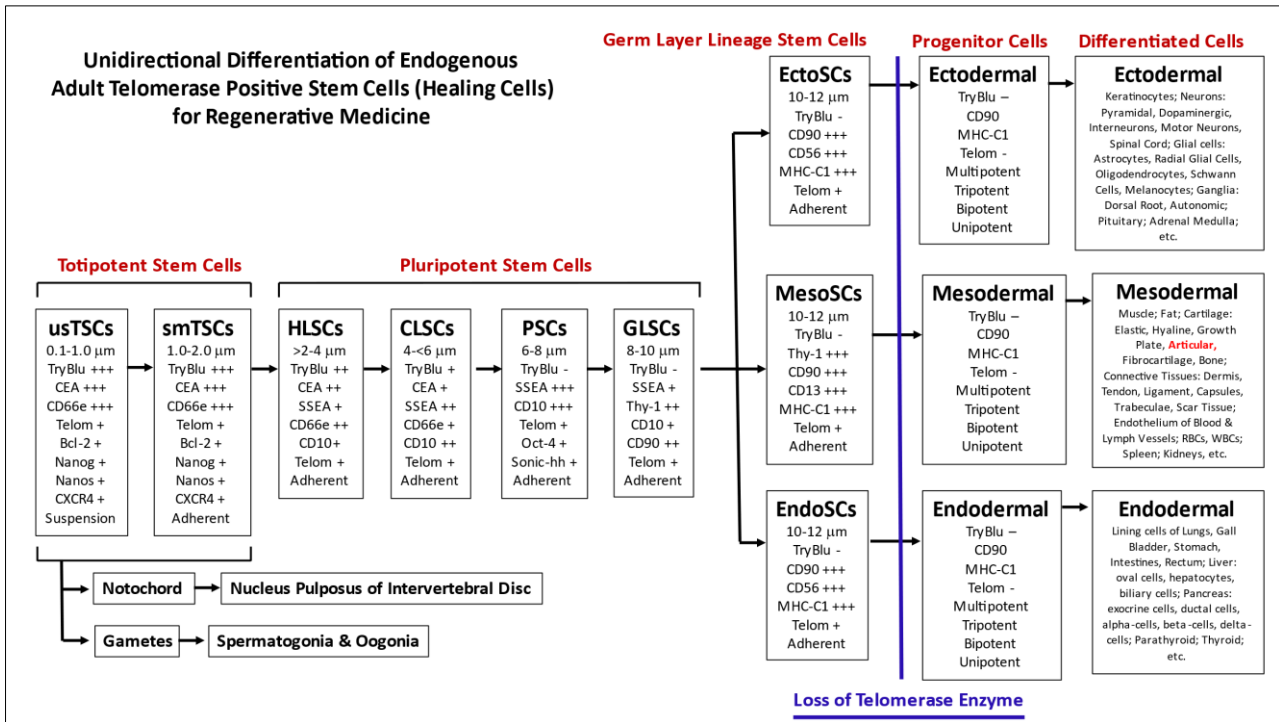 Unidirectional Differentiation of Endogenous
Adult Telomerase Positive Stem Cells (Healing Cells)
for Regenerative Medicine
Totipotent Stem Cells
usTSCs
0.1-1.0 μm
TryBlu +++
CEA +++
CD66e +++
Telom +
Bcl-2 +
Nanog +
Nanos +
CXCR4 +
Suspension
smTSCs
1.0-2.0 μm
TryBlu +++
CEA +++
CD66e +++
Telom +
Bcl-2 +
Nanog +
Nanos +
CXCR4 +
Adherent
Notochord
Nucleus Pulposus of Intervertebral Disc
Gametes
Spermatogonia & Oogonia
Pluripotent Stem Cells
HLSCs
>2-4 μm
TryBlu ++
CEA ++
SSEA +
CD66e ++
CD10+
Telom +
Adherent
CLSCs
4-<6 μm
TryBlu +
CEA +
SSEA ++
CD66e +
CD10 ++
Telom +
Adherent
PSCs
6-8 μm
TryBlu -
SSEA +++
CD10 +++
Telom +
Oct-4 +
Sonic-hh +
Adherent
GLSCs
8-10 μm
TryBlu -
SSEA +
Thy-1 ++
CD10 +
CD90 ++
Telom +
Adherent
Germ Layer Lineage Stem Cells
EctoSCs
10-12 μm
TryBlu -
CD90 +++
CD56 +++
MHC-C1 +++
Telom +
Adherent
MesoSCs
10-12 μm
TryBlu -
Thy-1 +++
CD90 +++
CD13 +++
MHC-C1 +++
Telom +
Adherent
EndoSCs
10-12 μm
TryBlu -
CD90 +++
CD56 +++
MHC-C1 +++
Telom +
Adherent
Progenitor Cells
Ectodermal
TryBlu –
CD90
MHC-C1
Telom -
Multipotent
Tripotent
Bipotent
Unipotent
Mesodermal
TryBlu –
CD90
MHC-C1
Telom -
Multipotent
Tripotent
Bipotent
Unipotent
Endodermal
TryBlu –
CD90
MHC-C1
Telom -
Multipotent
Tripotent
Bipotent
Unipotent
Differentiated Cells
Ectodermal
Keratinocytes; Neurons:
Pyramidal, Dopaminergic,
Interneurons, Motor Neurons,
Spinal Cord; Glial cells:
Astrocytes, Radial Glial Cells,
Oligodendrocytes, Schwann
Cells, Melanocytes; Ganglia:
Dorsal Root, Autonomic;
Pituitary; Adrenal Medulla;
etc.
Mesodermal
Muscle; Fat; Cartilage:
Elastic, Hyaline, Growth
Plate, Articular,
Fibrocartilage, Bone;
Connective Tissues: Dermis,
Tendon, Ligament, Capsules,
Trabeculae, Scar Tissue;
Endothelium of Blood &
Lymph Vessels; RBCs, WBCs;
Spleen; Kidneys, etc.
Endodermal
Lining cells of Lungs, Gall
Bladder, Stomach,
Intestines, Rectum; Liver:
oval cells, hepatocytes,
biliary cells; Pancreas:
exocrine cells, ductal cells,
alpha-cells, beta-cells, delta-
cells; Parathyroid; Thyroid;
etc.
Loss of Telomerase Enzyme